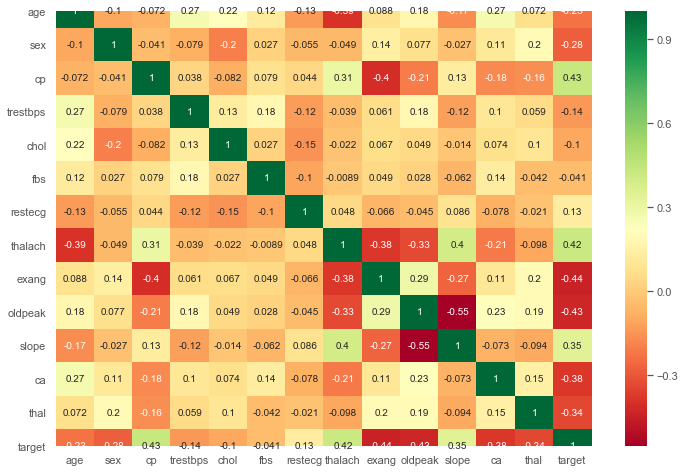 age 1 -0.1 -0.072 0.27 0.22 0.12 -0.13 -0.39 0.088 0.18 -0.17 0.27 0.072 -0.23
sex -0.1 1 -0.041 -0.079 -0.2 0.027 -0.055 -0.049 0.14 0.077 -0.027 0.11 0.2 -0.28
cp -0.072 -0.041 1 0.038 -0.082 0.079 0.044 0.31 -0.4 -0.21 0.13 -0.18 -0.16 0.43
trestbps 0.27 -0.079 0.038 1 0.13 0.18 -0.12 -0.039 0.061 0.18 -0.12 0.1 0.059 -0.14
chol 0.22 -0.2 -0.082 0.13 1 0.027 -0.15 -0.022 0.067 0.049 -0.014 0.074 0.1 -0.1
fbs 0.12 0.027 0.079 0.18 0.027 1 -0.1 -0.0089 0.049 0.028 -0.062 0.14 -0.042 -0.041
restecg -0.13 -0.055 0.044 -0.12 -0.15 -0.1 1 0.048 -0.066 -0.045 0.086 -0.078 -0.021 0.13
thalach -0.39 -0.049 0.31 -0.039 -0.022 -0.0089 0.048 1 -0.38 -0.33 0.4 -0.21 -0.098 0.42
exang 0.088 0.14 -0.4 0.061 0.067 0.049 -0.066 -0.38 1 0.29 -0.27 0.11 0.2 -0.44
oldpeak 0.18 0.077 -0.21 0.18 0.049 0.028 -0.045 -0.33 0.29 1 -0.55 0.23 0.19 -0.43
slope -0.17 -0.027 0.13 -0.12 -0.014 -0.062 0.086 0.4 -0.27 -0.55 1 -0.073 -0.094 0.35
ca 0.27 0.11 -0.18 0.1 0.074 0.14 -0.078 -0.21 0.11 0.23 -0.073 1 0.15 -0.38
thal 0.072 0.2 -0.16 0.059 0.1 -0.042 -0.021 -0.098 0.2 0.19 -0.094 0.15 1 -0.34
target -0.23 -0.28 0.43 -0.14 -0.1 -0.041 0.13 0.42 -0.44 -0.43 0.35 -0.38 -0.34 1
age sex cp trestbps chol fbs restecg thalach exang oldpeak slope ca thal target
0.9
0.6
0.3
0.0
-0.3